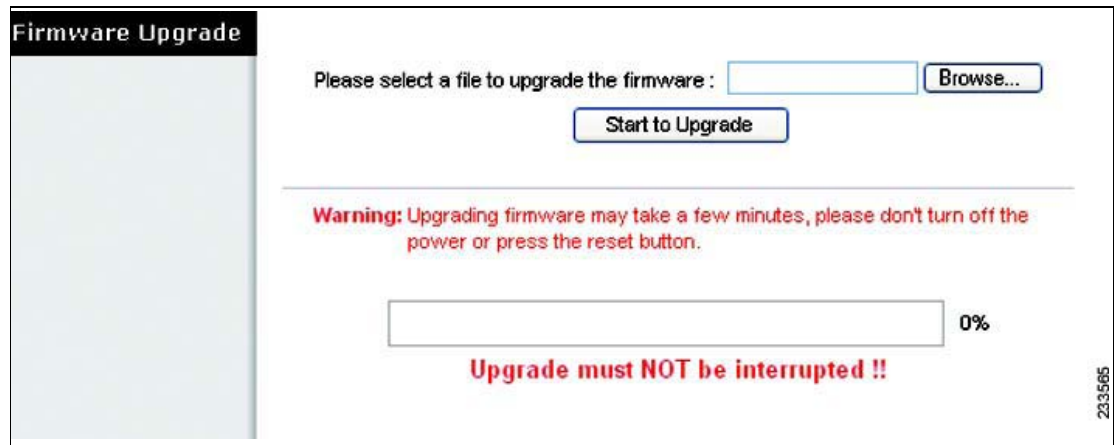 Firmware Upgrade
Please select a file to upgrade the firmware :
Browse...
Start to Upgrade
Warning: Upgrading firmware may take a few minutes, please don't turn off the
power or press the reset button.
0%
Upgrade must NOT be interrupted !!
233565